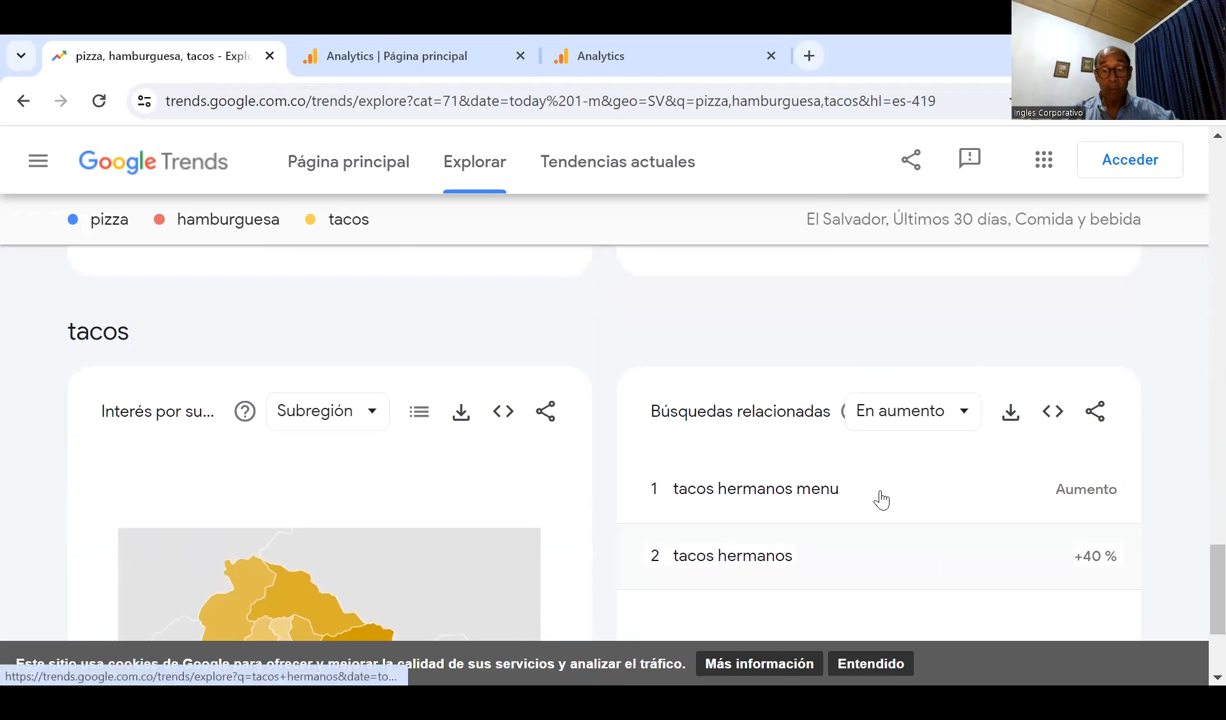 pizza, hamburguesa, tacos - Explo
Analytics | Página principal
Analytics
trends.google.com.co/trends/explore?cat=71&date=today%201-m&geo=SV&q=pizza,hamburguesa,tacos&hl=es-419
Ingles Corporativo
Google Trends
Página principal
Explorar
Tendencias actuales
Acceder
pizza
hamburguesa
tacos
El Salvador, Últimos 30 días, Comida y bebida
tacos
Interés por su...
Subregión
Búsquedas relacionadas
En aumento
1 tacos hermanos menu Aumento
2 tacos hermanos +40 %
Este sitio usa cookies de Google para ofrecer y mejorar la calidad de sus servicios y analizar el tráfico.
Más información
Entendido
https://trends.google.com.co/trends/explore?q=tacos+hermanos&date=to...